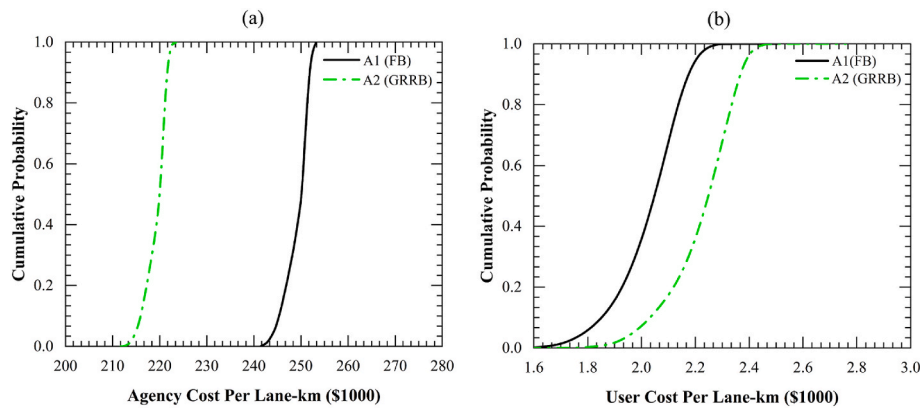 (a)
1.0
0.8
0.6
0.4
0.2
0.0
Cumulative Probability
A1 (FB)
A2 (GRRB)
200 210 220 230 240 250 260 270 280
Agency Cost Per Lane-km ($1000)
(b)
1.0
0.8
0.6
0.4
0.2
0.0
Cumulative Probability
A1(FB)
A2 (GRRB)
1.6 1.8 2.0 2.2 2.4 2.6 2.8 3.0
User Cost Per Lane-km ($1000)